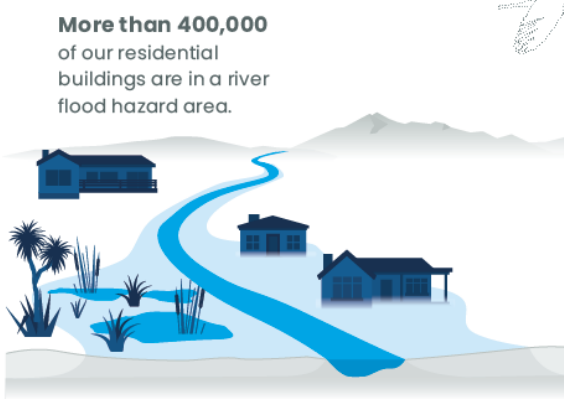 More than 400,000
of our residential
buildings are in a river
flood hazard area.